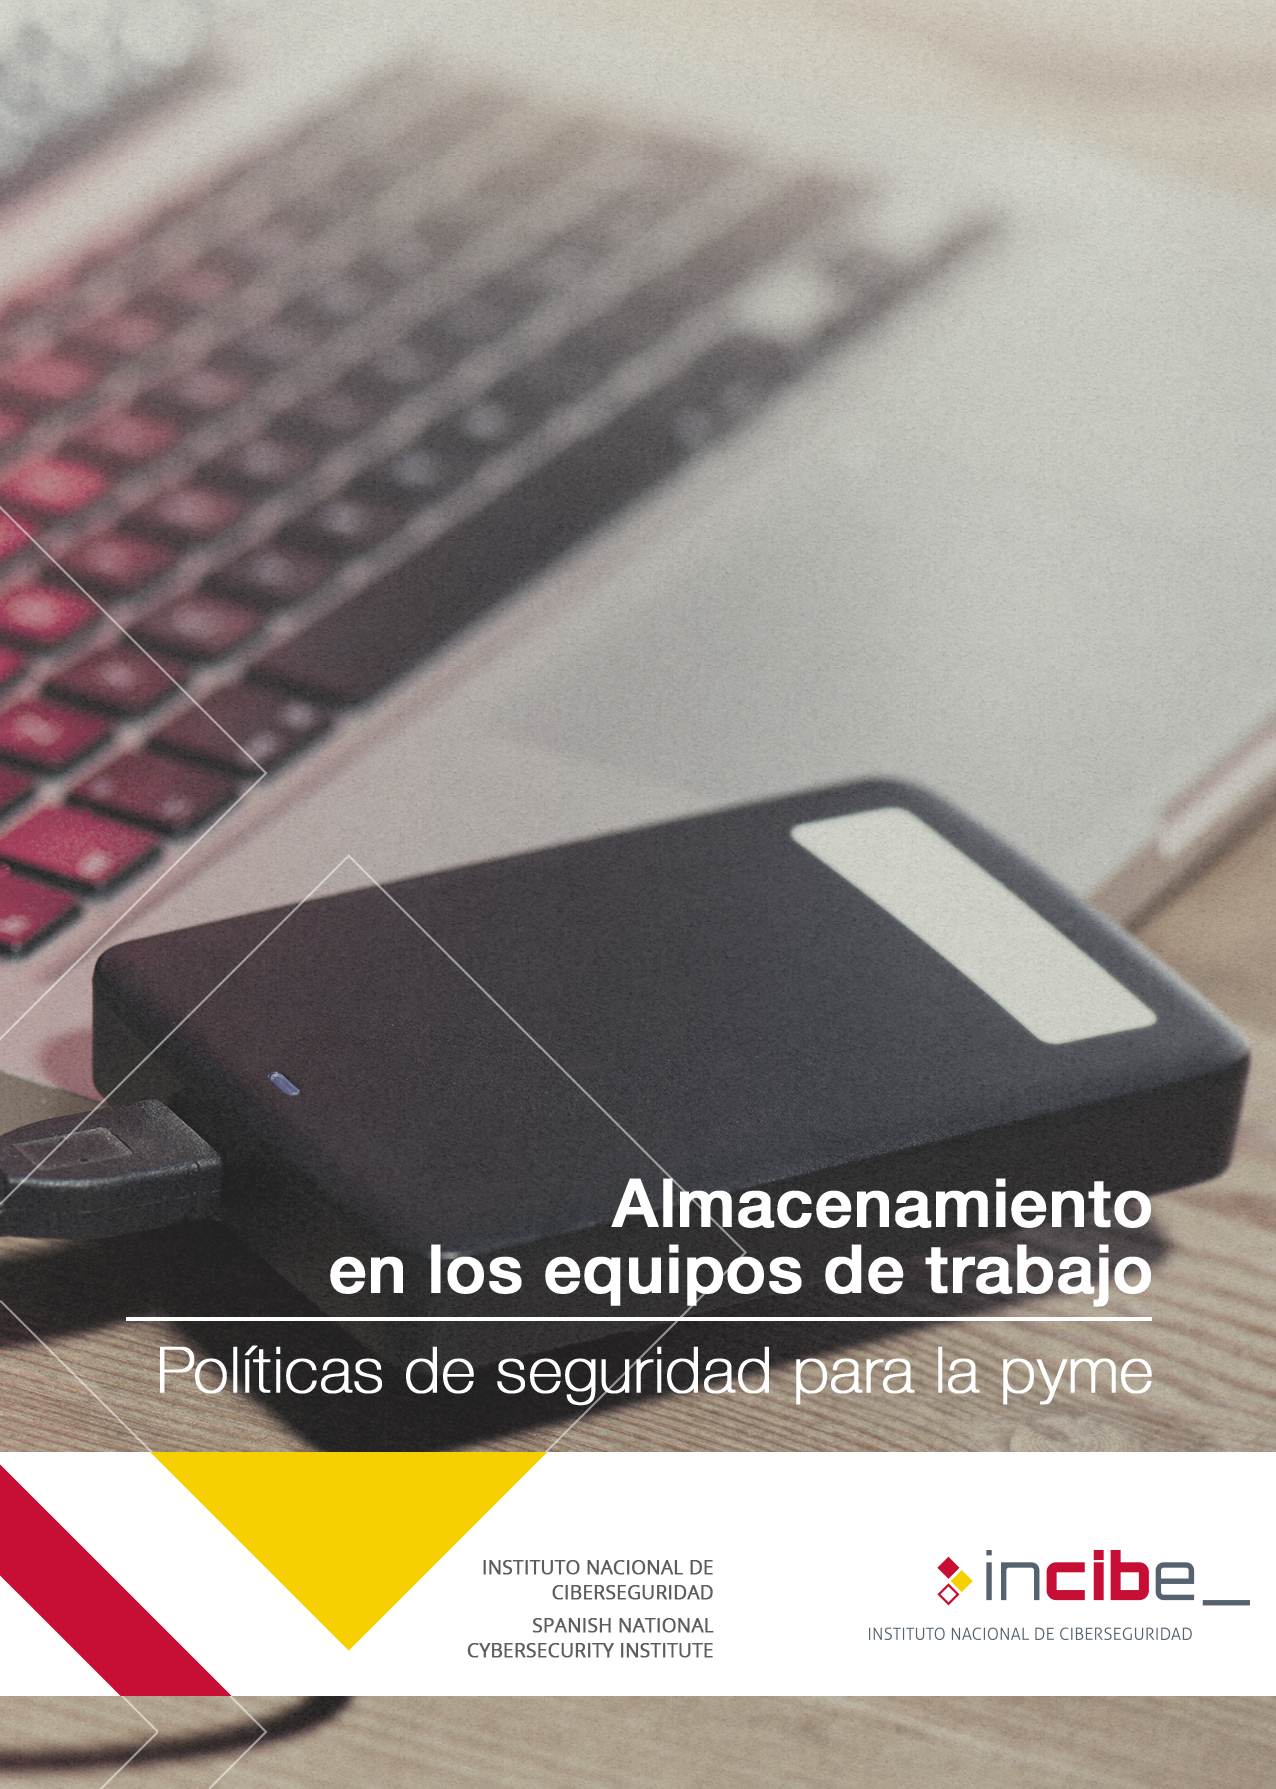 Almacenamiento
en los equipos de trabajo
Políticas de seguridad para la pyme
INSTITUTO NACIONAL DE
CIBERSEGURIDAD
SPANISH NATIONAL
CYBERSECURITY INSTITUTE
incibe_
INSTITUTO NACIONAL DE CIBERSEGURIDAD